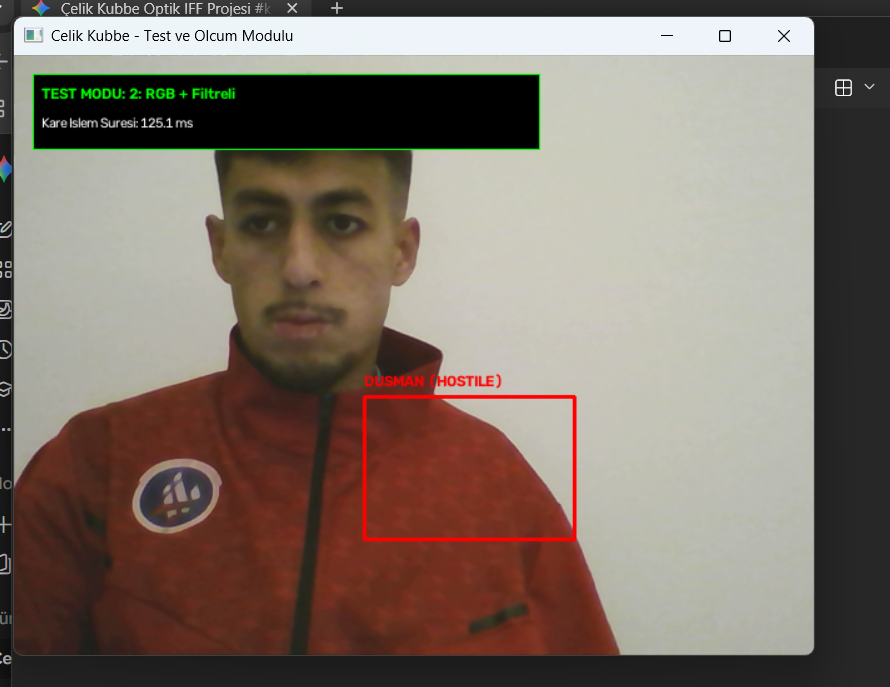 Çelik Kubbe Optik IFF Projesi #k
Celik Kubbe - Test ve Olcum Modulu
TEST MODU: 2: RGB + Filtreli
Kare Islem Suresi: 125.1 ms
DUSMAN (HOSTILE)